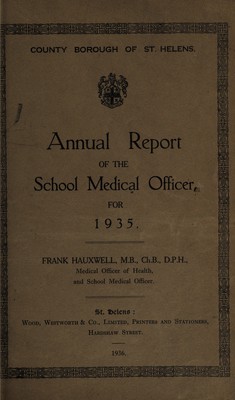 COUNTY BOROUGH OF ST. HELENS.
Annual Report
OF THE
School Medical Officer,
FOR
1935.
FRANK HAUXWELL, M.B., Ch.B., D.P.H.,
Medical Officer of Health,
and School Medical Officer.
St. Helens :
WOOD, WESTWORTH & CO., LIMITED, PRINTERS AND STATIONERS,
HARDSHAW STREET.
1936.